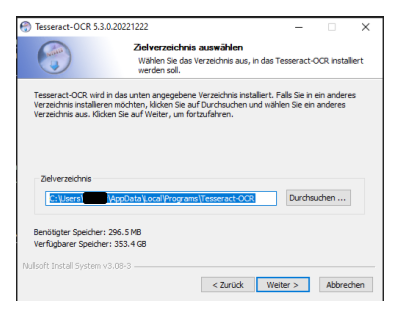 Tesseract-OCR 5.3.0.20221222
Zielverzeichnis auswählen
Wählen Sie das Verzeichnis aus, in das Tesseract-OCR installiert
werden soll.
Tesseract-OCR wird in das unten angegebene Verzeichnis installiert. Falls Sie in ein anderes
Verzeichnis installieren möchten, klicken Sie auf Durchsuchen und wählen Sie ein anderes
Verzeichnis aus. Klicken Sie auf Weiter, um fortzufahren.
Zielverzeichnis
C:\Users\ \AppData\Local\Programs\Tesseract-OCR
Durchsuchen ...
Benötigter Speicher: 296.5 MB
Verfügbarer Speicher: 353.4 GB
Nullsoft Install System v3.08-3
< Zurück Weiter > Abbrechen